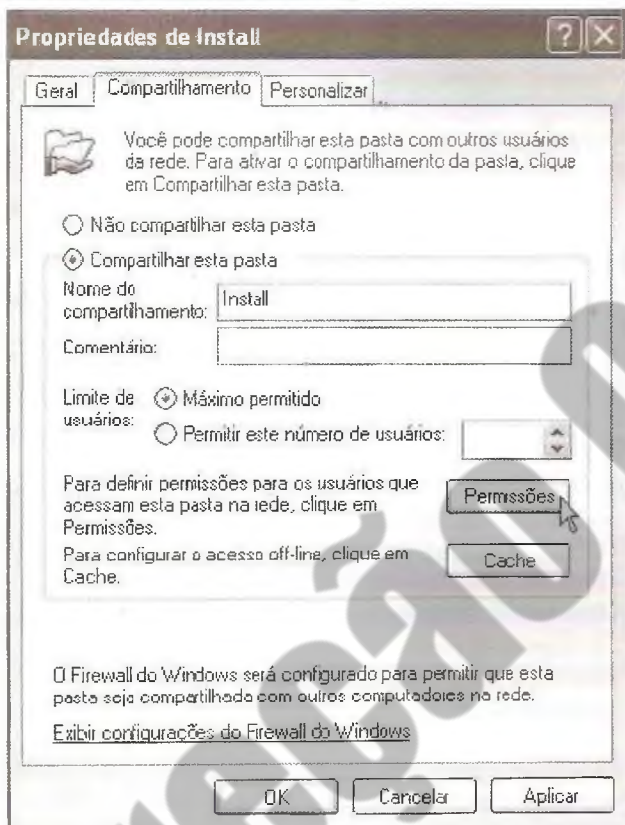 Propriedades de Install
Geral Compartilhamento Personalizar
Você pode compartilhar esta pasta com outros usuários
da rede. Para ativar o compartilhamento da pasta, clique
em Compartilhar esta pasta.
Não compartilhar esta pasta
Compartilhar esta pasta
Nome do
compartilhamento: Install
Comentário:
Limite de
usuários:
Máximo permitido
Permitir este número de usuários:
Para definir permissões para os usuários que
acessam esta pasta na rede, clique em
Permissões.
Permissões
Para configurar o acesso off-line, clique em
Cache.
Cache
O Firewall do Windows será configurado para permitir que esta
pasta seja compartilhada com outros computadores na rede.
Exibir configurações do Firewall do Windows
OK Cancelar Aplicar